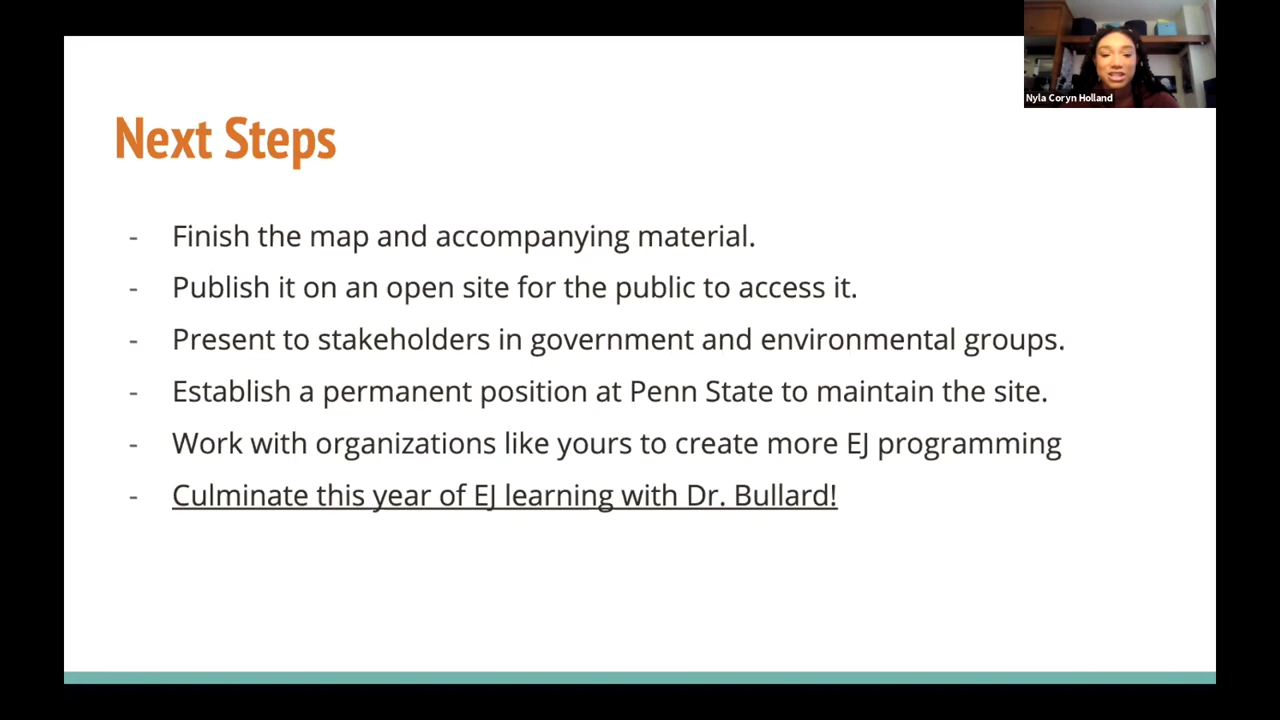 Nyla Coryn Holland
Next Steps
- Finish the map and accompanying material.
- Publish it on an open site for the public to access it.
- Present to stakeholders in government and environmental groups.
- Establish a permanent position at Penn State to maintain the site.
- Work with organizations like yours to create more EJ programming
- Culminate this year of EJ learning with Dr. Bullard!